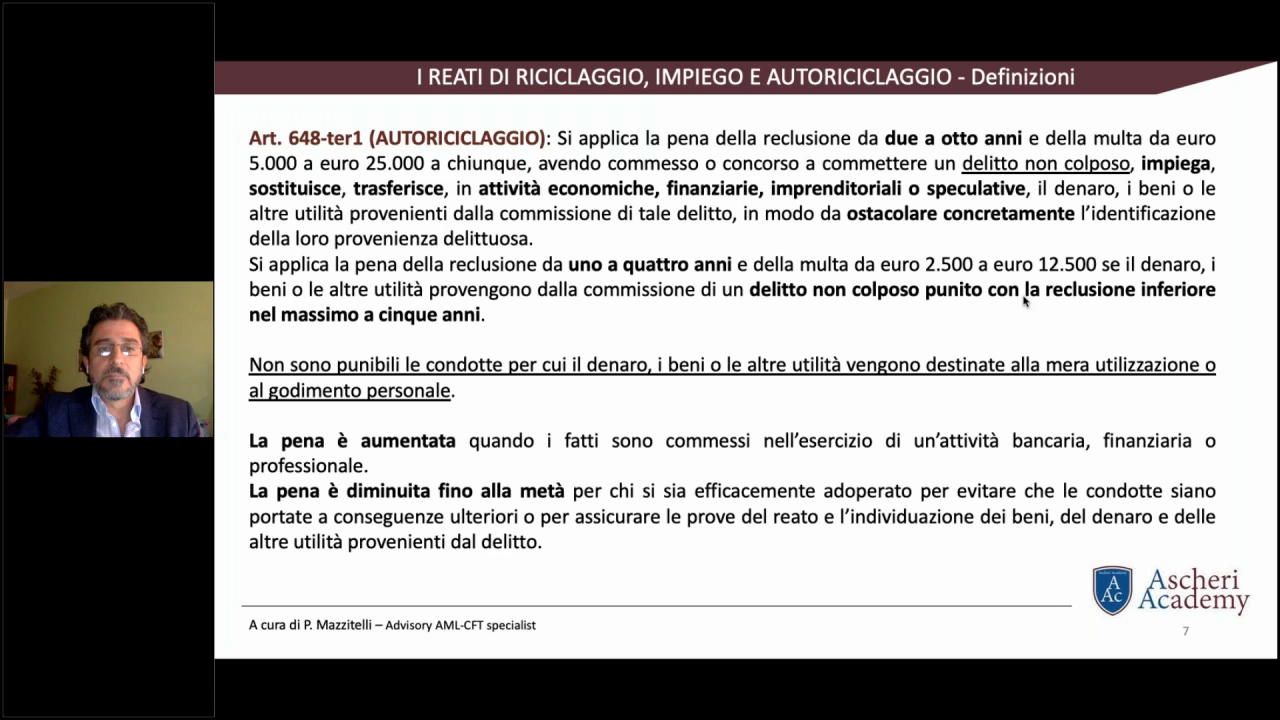 I REATI DI RICICLAGGIO, IMPIEGO E AUTORICICLAGGIO - Definizioni
Art. 648-ter1 (AUTORICICLAGGIO): Si applica la pena della reclusione da due a otto anni e della multa da euro
5.000 a euro 25.000 a chiunque, avendo commesso o concorso a commettere un delitto non colposo, impiega,
sostituisce, trasferisce, in attività economiche, finanziarie, imprenditoriali o speculative, il denaro, i beni o le
altre utilità provenienti dalla commissione di tale delitto, in modo da ostacolare concretamente l’identificazione
della loro provenienza delittuosa.
Si applica la pena della reclusione da uno a quattro anni e della multa da euro 2.500 a euro 12.500 se il denaro, i
beni o le altre utilità provengono dalla commissione di un delitto non colposo punito con la reclusione inferiore
nel massimo a cinque anni.
Non sono punibili le condotte per cui il denaro, i beni o le altre utilità vengono destinate alla mera utilizzazione o
al godimento personale.
La pena è aumentata quando i fatti sono commessi nell’esercizio di un’attività bancaria, finanziaria o
professionale.
La pena è diminuita fino alla metà per chi si sia efficacemente adoperato per evitare che le condotte siano
portate a conseguenze ulteriori o per assicurare le prove del reato e l’individuazione dei beni, del denaro e delle
altre utilità provenienti dal delitto.
Ascheri Academy
A
Ac
Ascheri
Academy
A cura di P. Mazzitelli – Advisory AML-CFT specialist
7